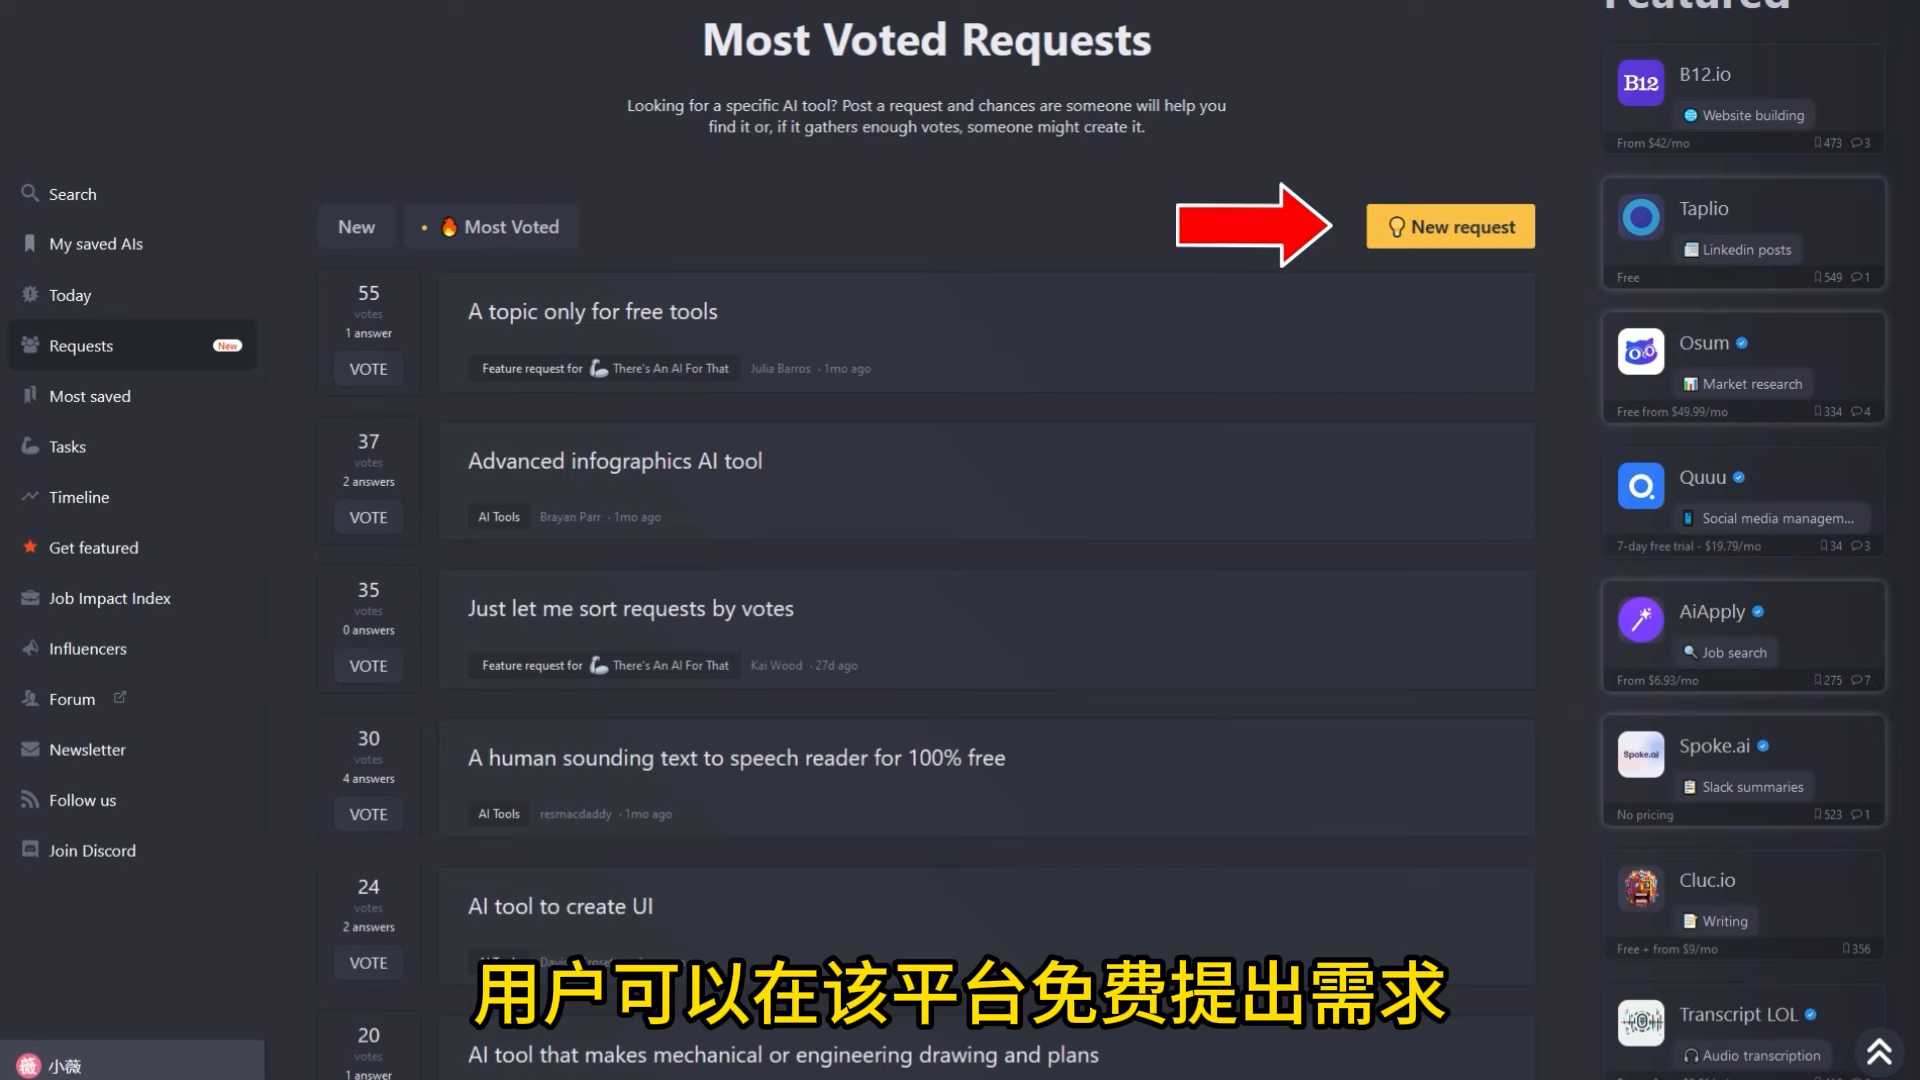 Most Voted Requests
Looking for a specific AI tool? Post a request and chances are someone will help you
find it or, if it gathers enough votes, someone might create it.
Search
My saved AIs
Today
Requests New
Most saved
Tasks
Timeline
Get featured
Job Impact Index
Influencers
Forum
Newsletter
Follow us
Join Discord
小薇
New
Most Voted
New request
55
votes
1 answer
VOTE
A topic only for free tools
Feature request for There's An AI For That Julia Barros · 1mo ago
37
votes
2 answers
VOTE
Advanced infographics AI tool
AI Tools Brayan Parr · 1mo ago
35
votes
0 answers
VOTE
Just let me sort requests by votes
Feature request for There's An AI For That Kai Wood · 27d ago
30
votes
4 answers
VOTE
A human sounding text to speech reader for 100% free
AI Tools resmacdaddy · 1mo ago
24
votes
2 answers
VOTE
AI tool to create UI
用户可以在该平台免费提出需求
20
votes
1 answer
AI tool that makes mechanical or engineering drawing and plans
Featured
B12
B12.io
Website building
From $42/mo 473 3
Taplio
Linkedin posts
Free 549 1
Osum
Market research
Free from $49.99/mo 334 4
Quuu
Social media managem...
7-day free trial - $19.79/mo 34 3
AiApply
Job search
From $6.93/mo 275 7
Spoke.ai
Spoke.ai
Slack summaries
No pricing 523 1
Cluc.io
Writing
Free + from $9/mo 356
Transcript LOL
Audio transcription